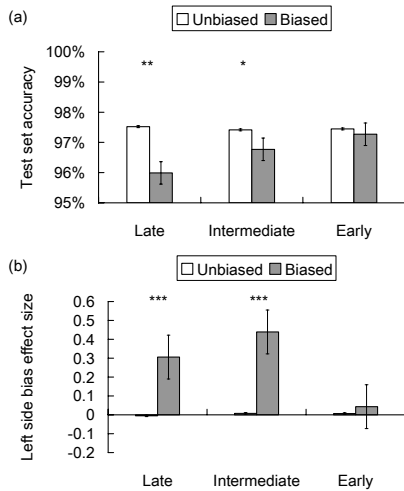 (a)
Unbiased Biased
Test set accuracy
100%
99%
98%
97%
96%
95%
** *
Late Intermediate Early
(b)
Unbiased Biased
Left side bias effect size
0.6
0.5
0.4
0.3
0.2
0.1
0
-0.1
-0.2
*** ***
Late Intermediate Early